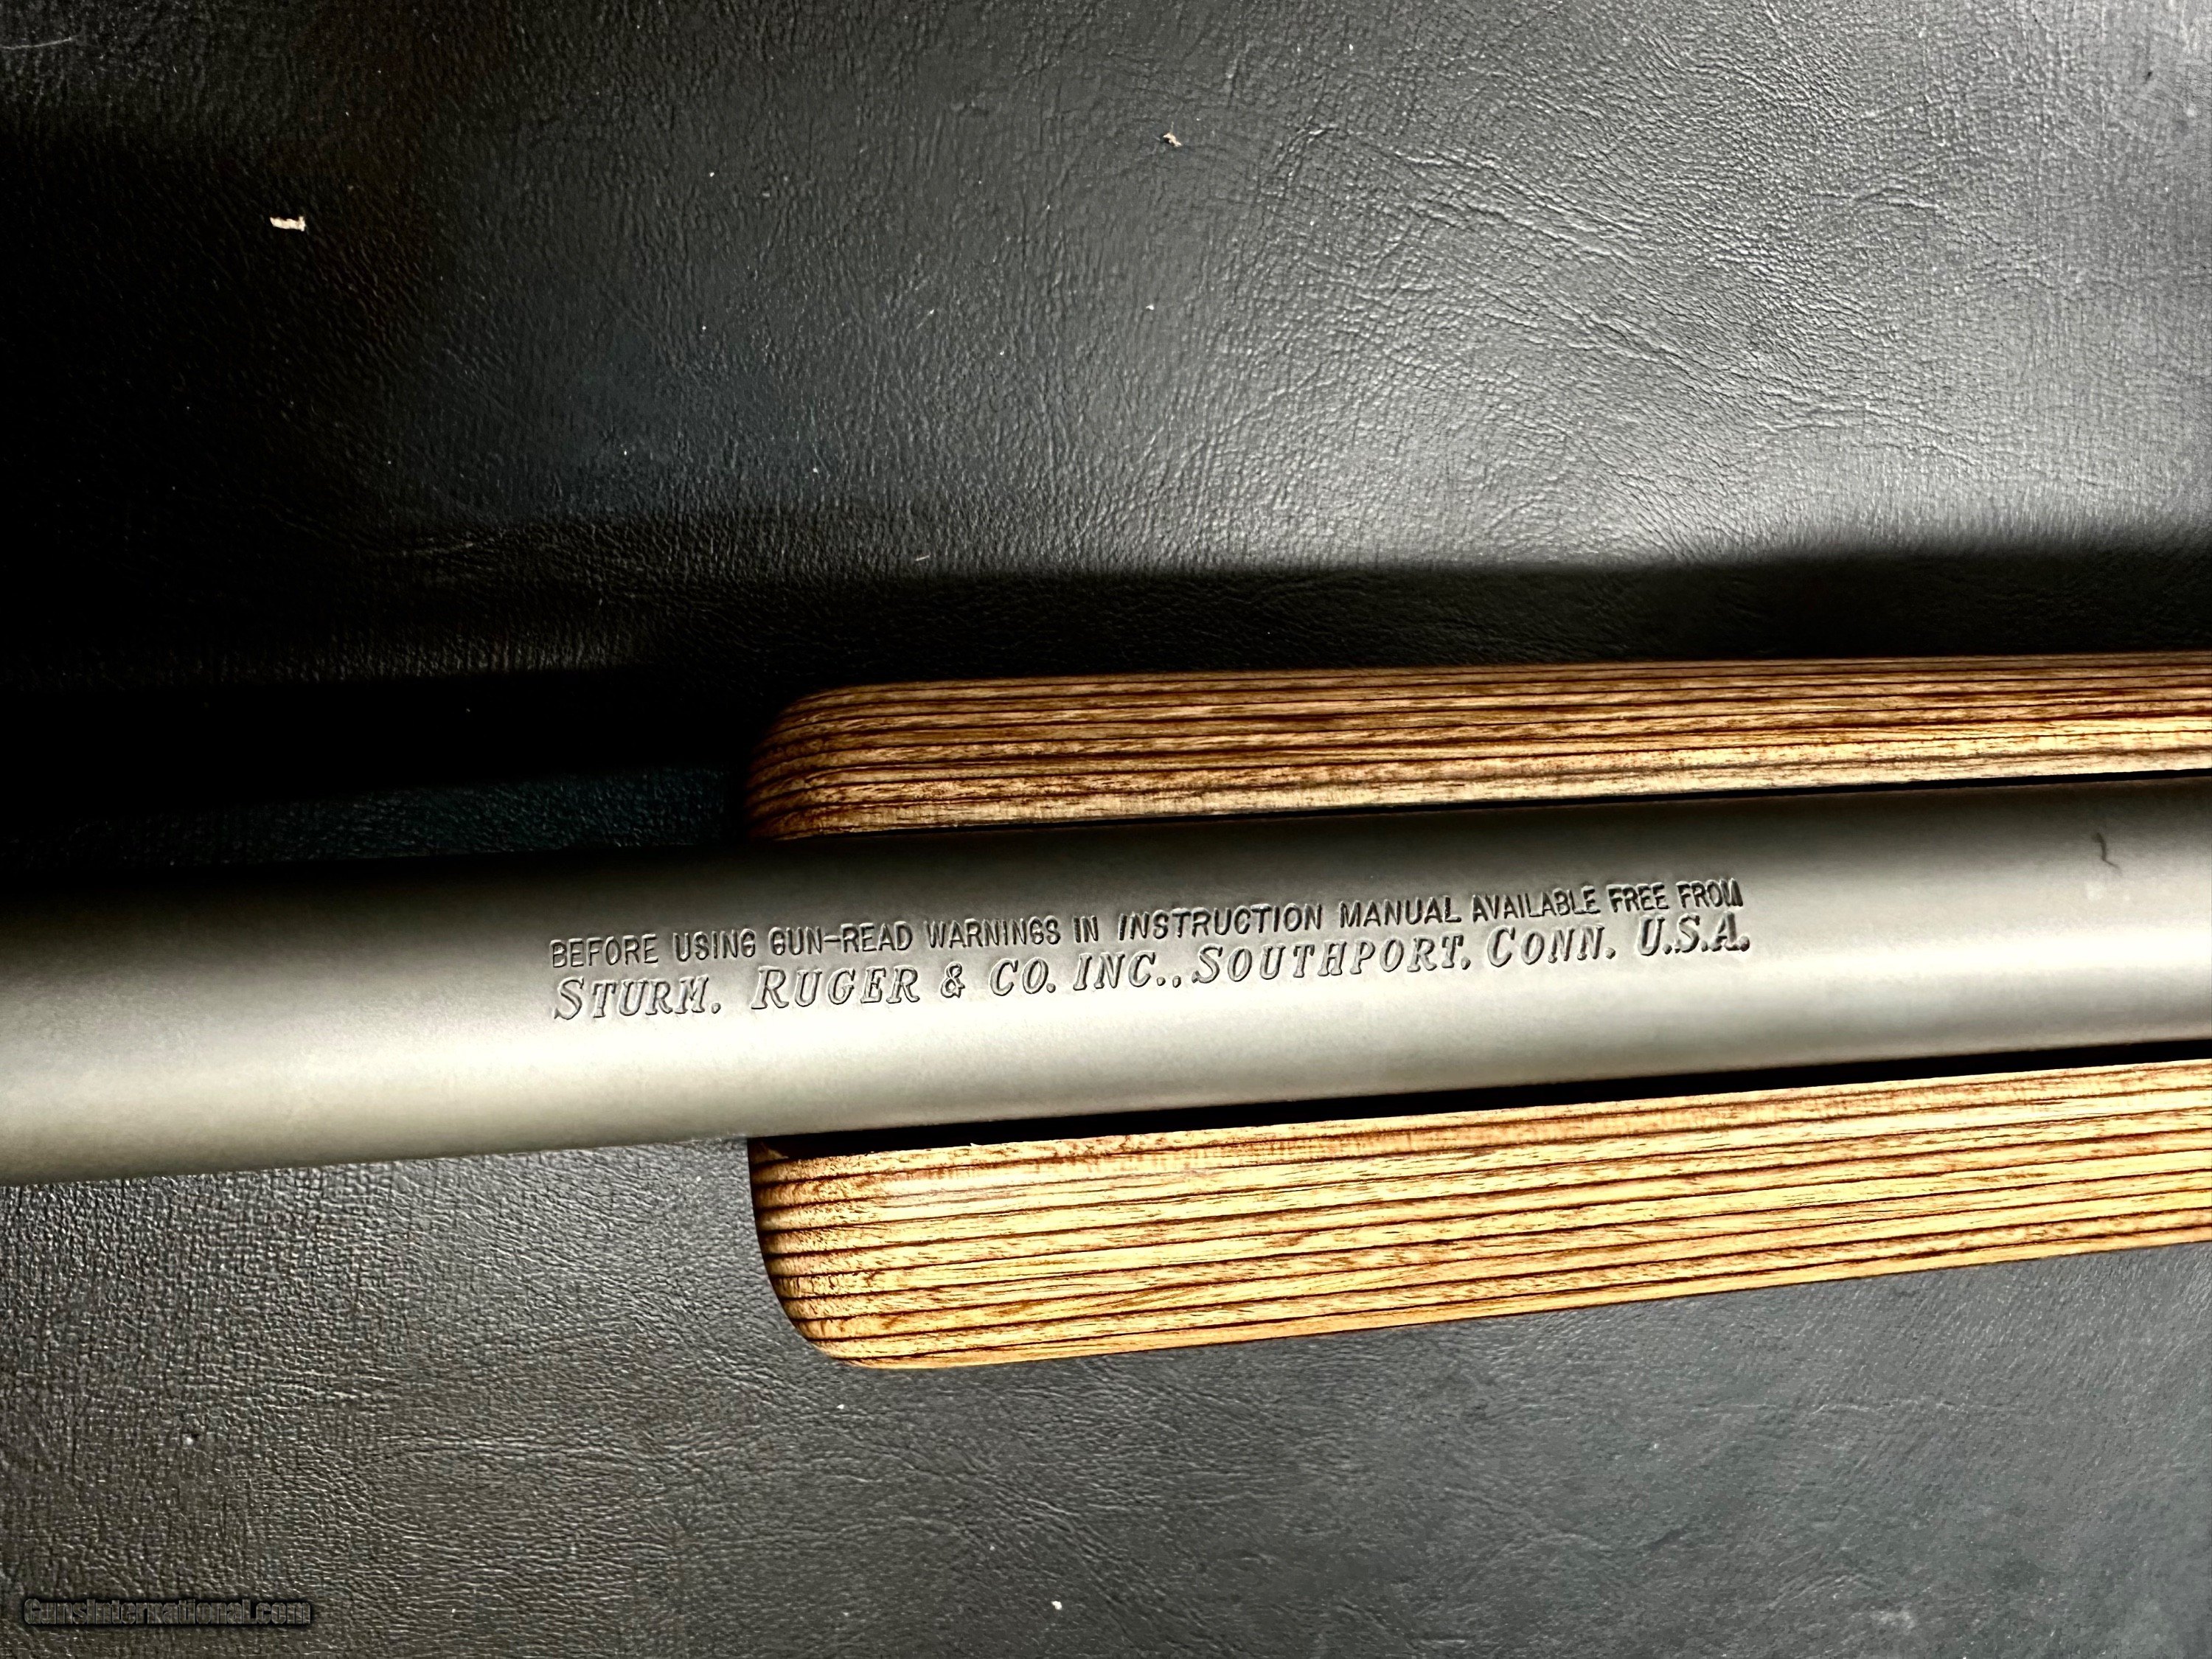 BEFORE USING GUN-READ WARNINGS IN INSTRUCTION MANUAL AVAILABLE FREE FROM
STURM, RUGER & CO. INC., SOUTHPORT, CONN. U.S.A.
GunsInternational.com